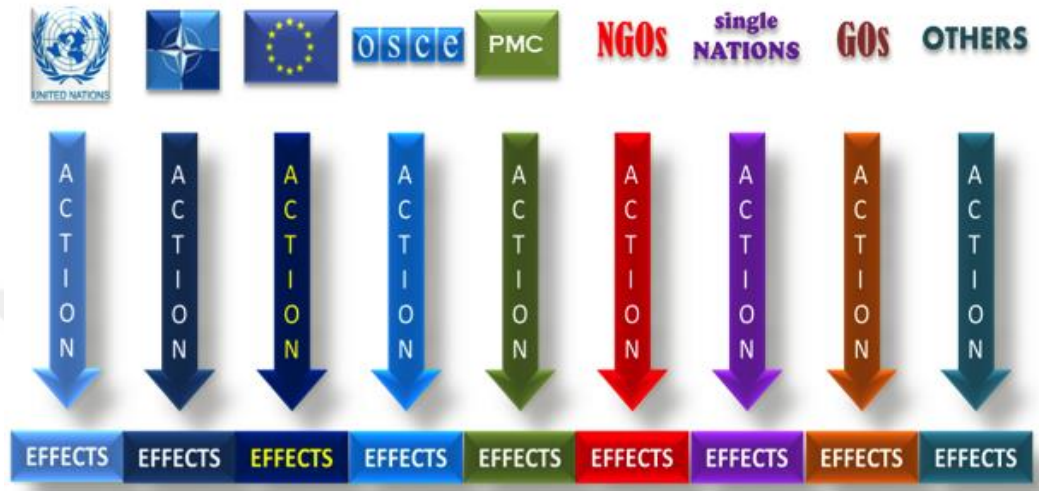 UNITED NATIONS
osce
PMC
NGOs
single
NATIONS
GOs
OTHERS
ACTION
ACTION
ACTION
ACTION
ACTION
ACTION
ACTION
ACTION
ACTION
EFFECTS
EFFECTS
EFFECTS
EFFECTS
EFFECTS
EFFECTS
EFFECTS
EFFECTS
EFFECTS